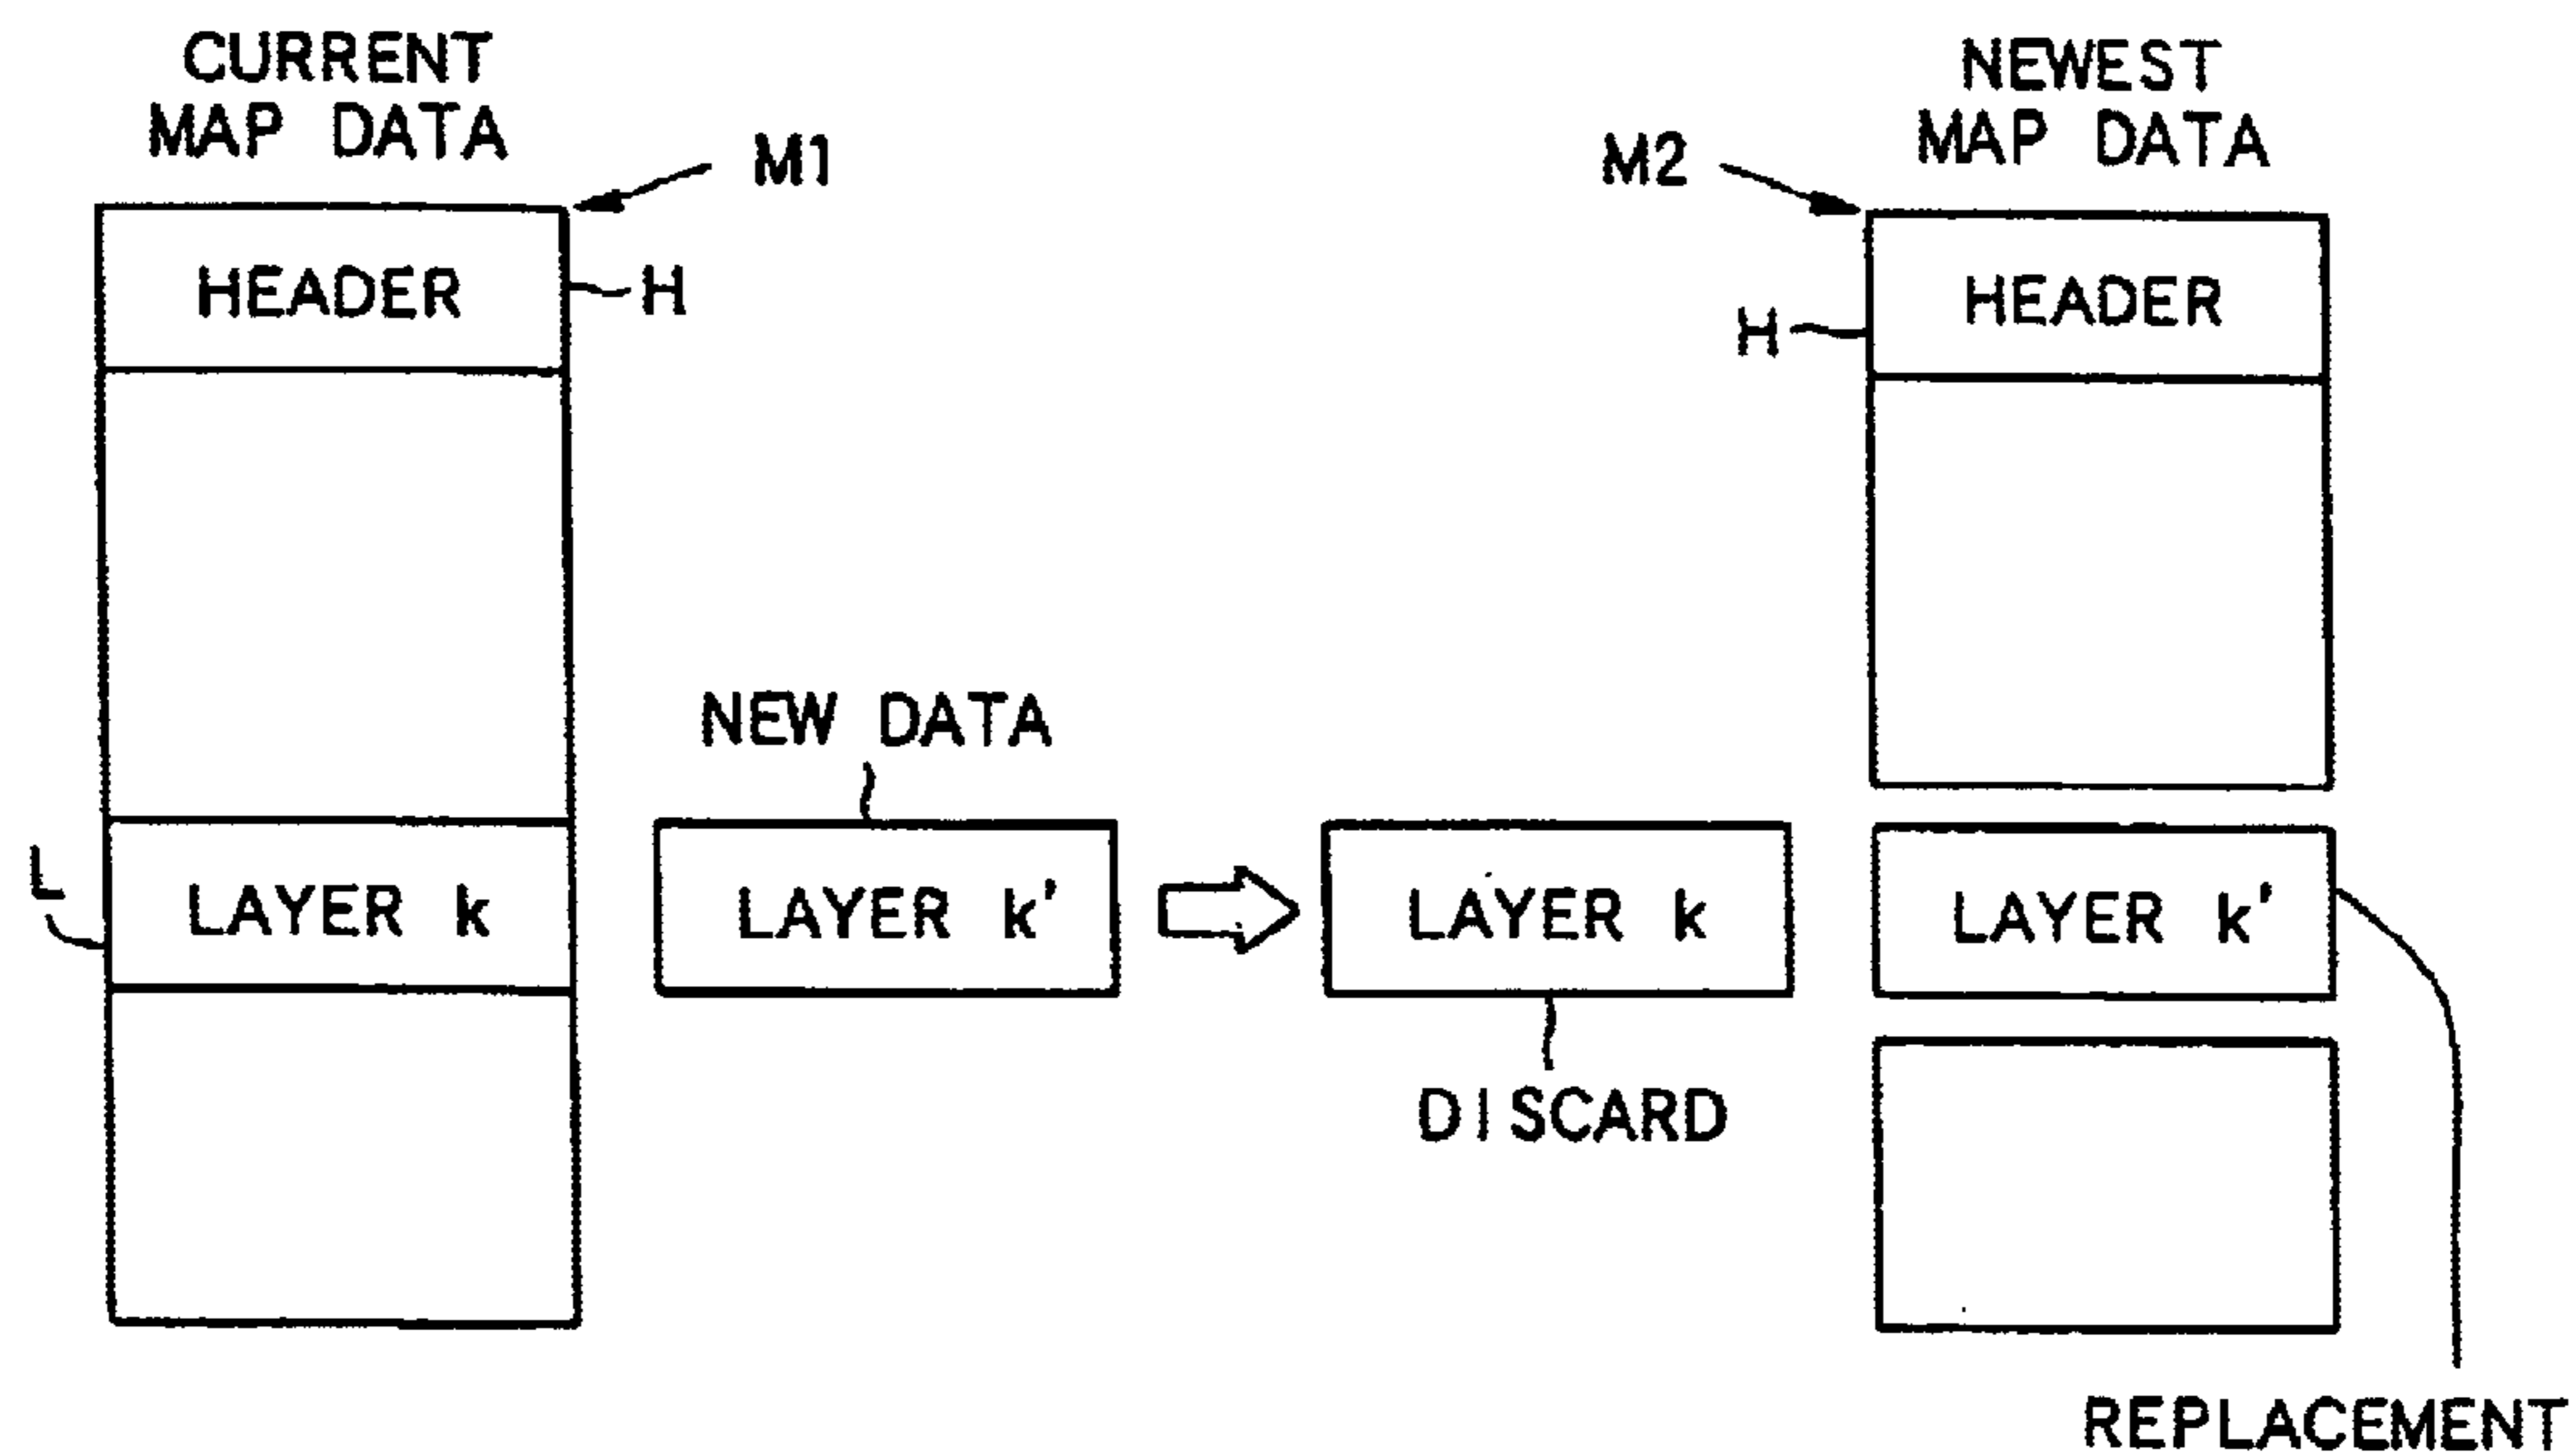 CURRENT
MAP DATA
M1
HEADER
H
L
LAYER k
NEW DATA
LAYER k'
LAYER k
DISCARD
NEWEST
MAP DATA
M2
HEADER
H
LAYER k'
REPLACEMENT